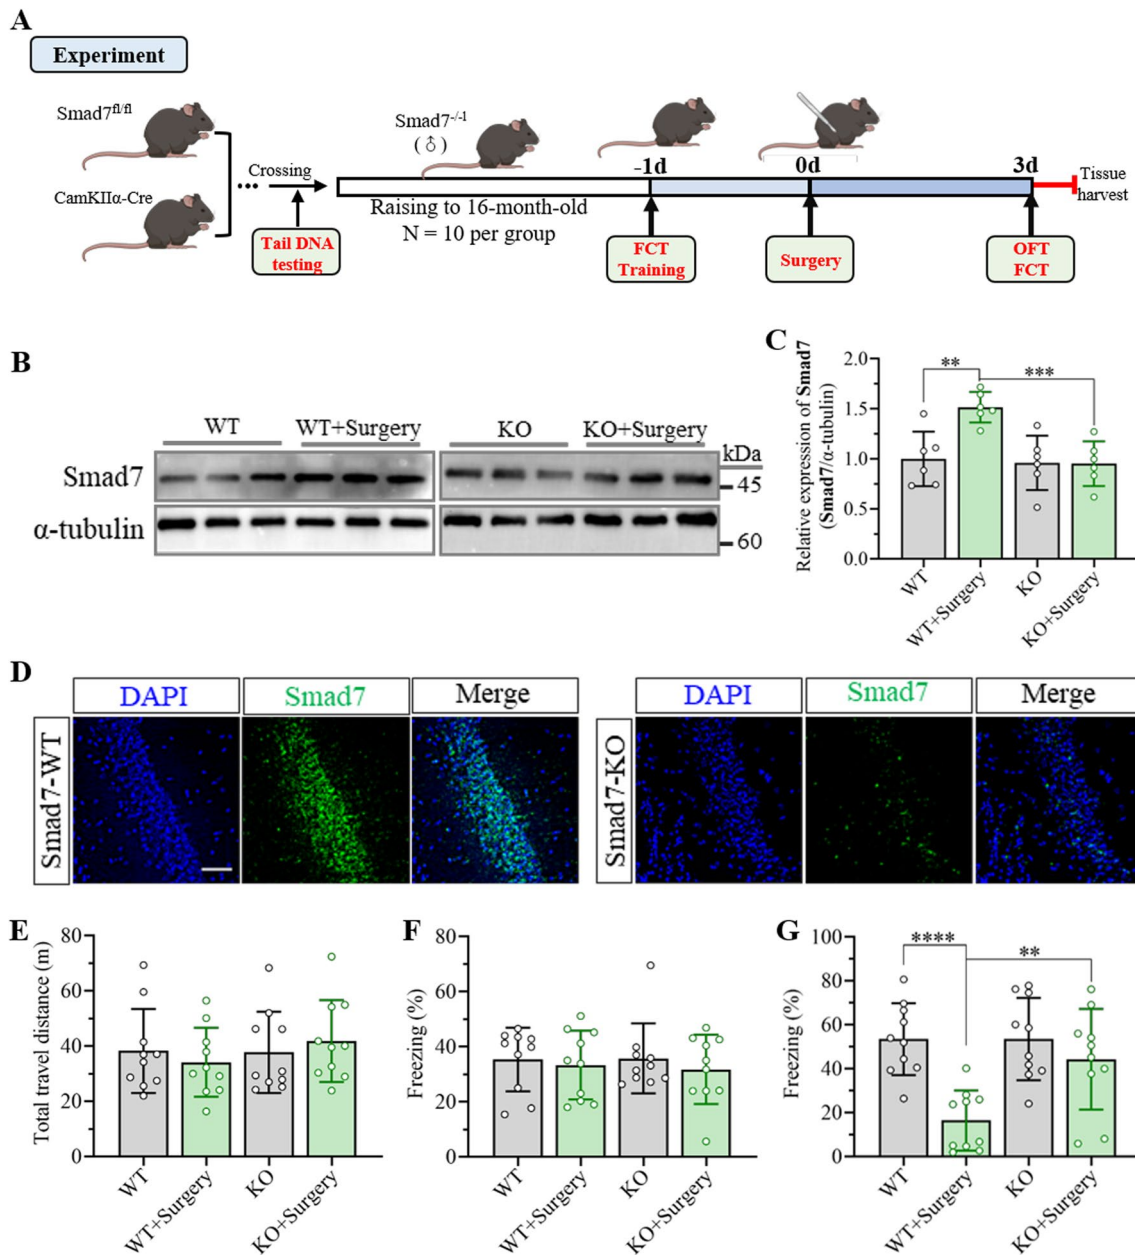 A
Experiment
Smad7fl/fl
CamKIIα-Cre
Crossing
Tail DNA
testing
Smad7-/-1
(♂)
Raising to 16-month-old
N = 10 per group
-1d
0d
3d
Tissue
harvest
FCT
Training
Surgery
OFT
FCT
B
WT
WT+Surgery
KO
KO+Surgery
kDa
Smad7
45
α-tubulin
60
C
Relative expression of Smad7
(Smad7/α-tubulin)
2.0
1.5
1.0
0.5
0.0
**
***
WT
WT+Surgery
KO
KO+Surgery
D
DAPI
Smad7
Merge
DAPI
Smad7
Merge
Smad7-WT
Smad7-KO
E
Total travel distance (m)
80
60
40
20
0
WT
WT+Surgery
KO
KO+Surgery
F
Freezing (%)
80
60
40
20
0
WT
WT+Surgery
KO
KO+Surgery
G
Freezing (%)
100
80
60
40
20
0
****
**
WT
WT+Surgery
KO
KO+Surgery